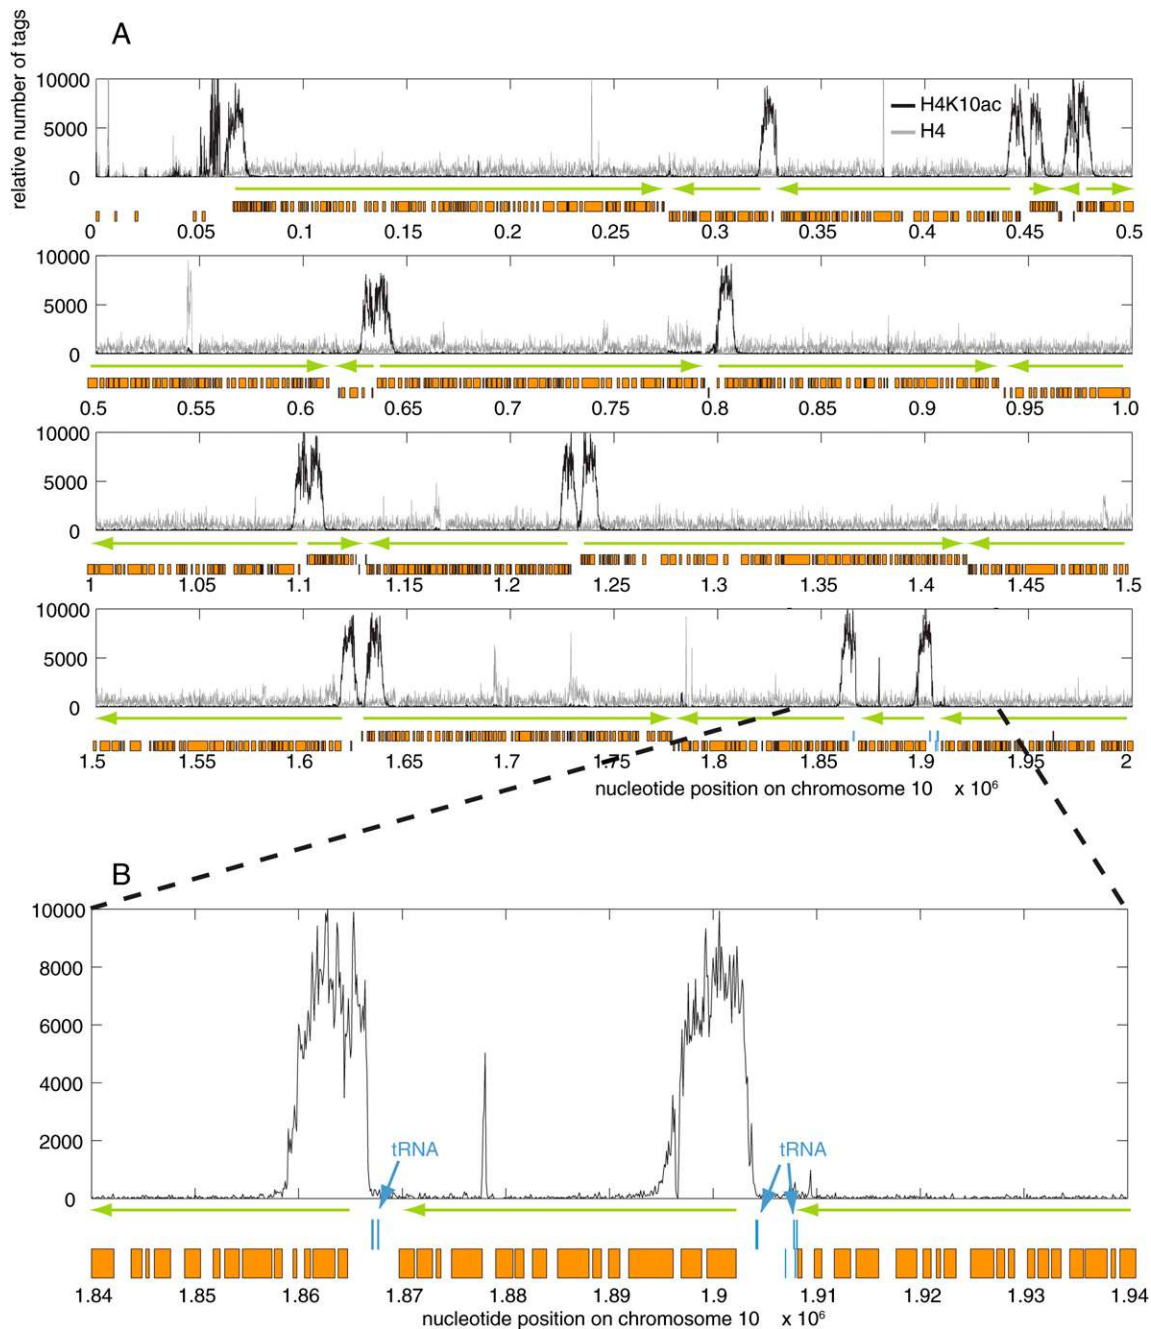 A
relative number of tags
10000
5000
0
H4K10ac
H4
0 0.05 0.1 0.15 0.2 0.25 0.3 0.35 0.4 0.45 0.5
10000
5000
0
0.5 0.55 0.6 0.65 0.7 0.75 0.8 0.85 0.9 0.95 1.0
10000
5000
0
1 1.05 1.1 1.15 1.2 1.25 1.3 1.35 1.4 1.45 1.5
10000
5000
0
1.5 1.55 1.6 1.65 1.7 1.75 1.8 1.85 1.9 1.95 2
nucleotide position on chromosome 10 x 10⁶
B
10000
8000
6000
4000
2000
0
tRNA tRNA
1.84 1.85 1.86 1.87 1.88 1.89 1.9 1.91 1.92 1.93 1.94
nucleotide position on chromosome 10 x 10⁶